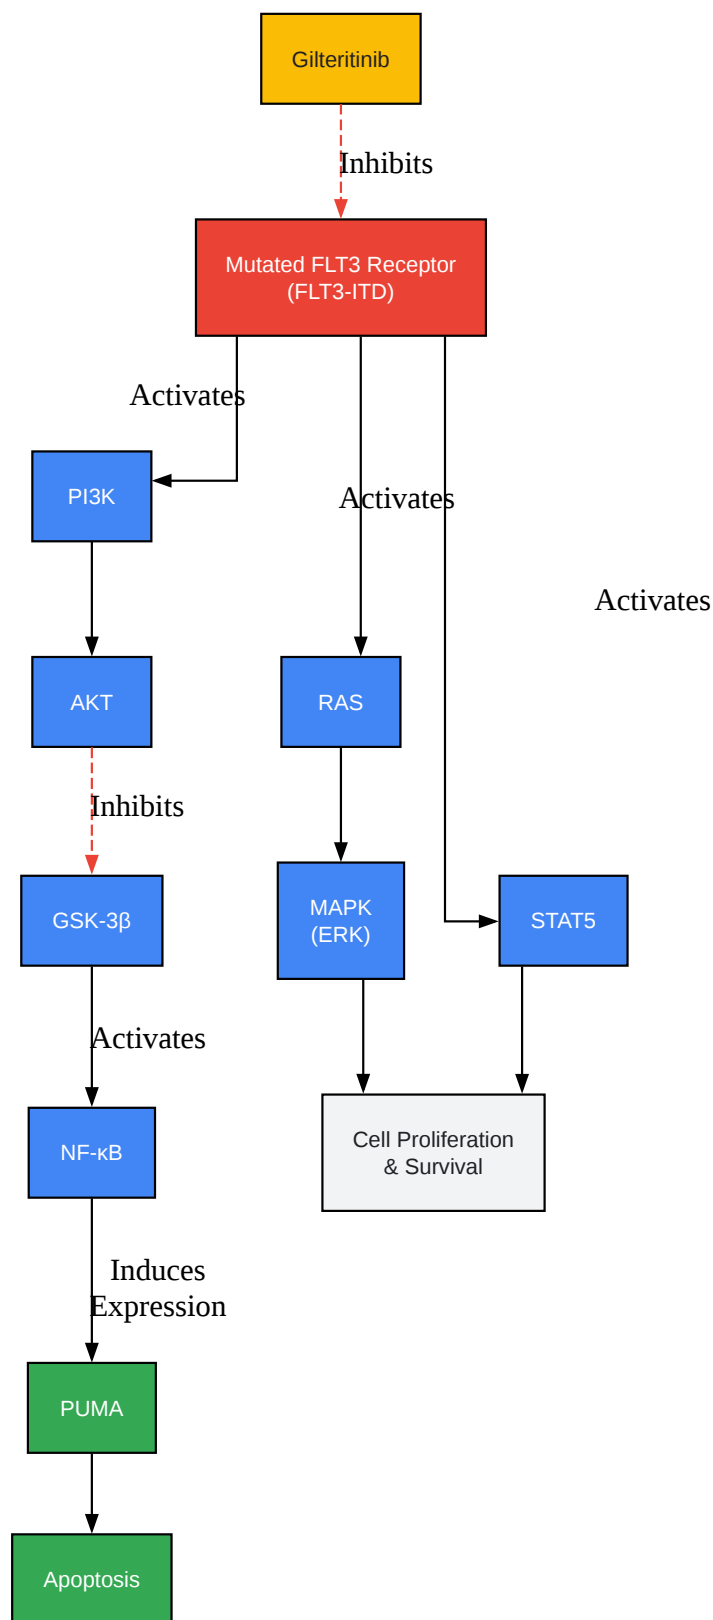 Gilteritinib
Inhibits
Mutated FLT3 Receptor
(FLT3-ITD)
Activates
PI3K
Activates
Activates
AKT
RAS
Inhibits
GSK-3β
MAPK
(ERK)
STAT5
Activates
NF-κB
Cell Proliferation
& Survival
Induces
Expression
PUMA
Apoptosis